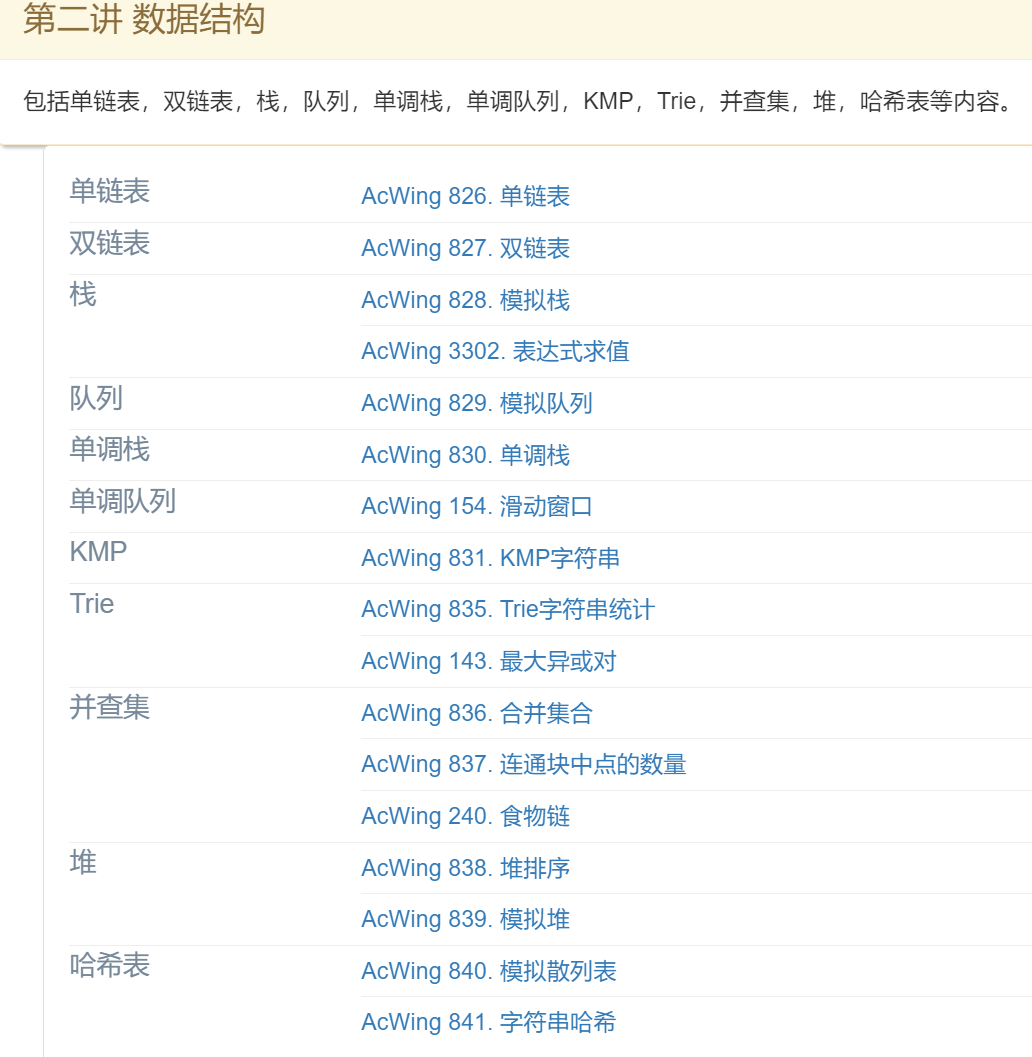 第二讲 数据结构
包括单链表，双链表，栈，队列，单调栈，单调队列，KMP，Trie，并查集，堆，哈希表等内容。
单链表 AcWing 826. 单链表
双链表 AcWing 827. 双链表
栈 AcWing 828. 模拟栈
AcWing 3302. 表达式求值
队列 AcWing 829. 模拟队列
单调栈 AcWing 830. 单调栈
单调队列 AcWing 154. 滑动窗口
KMP AcWing 831. KMP字符串
Trie AcWing 835. Trie字符串统计
AcWing 143. 最大异或对
并查集 AcWing 836. 合并集合
AcWing 837. 连通块中点的数量
AcWing 240. 食物链
堆 AcWing 838. 堆排序
AcWing 839. 模拟堆
哈希表 AcWing 840. 模拟散列表
AcWing 841. 字符串哈希